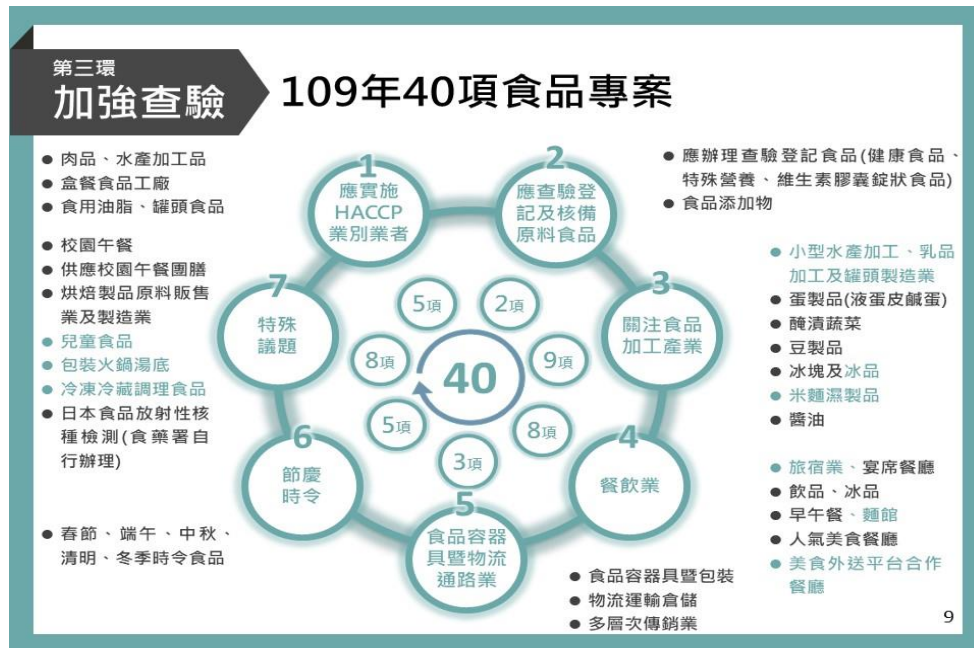 第三環
加強查驗
109年40項食品專案
● 肉品、水產加工品
● 盒餐食品工廠
● 食用油脂、罐頭食品
1
應實施
HACCP
業別業者
2
應查驗登
記及核備
原料食品
● 應辦理查驗登記食品(健康食品、
特殊營養、維生素膠囊錠狀食品)
● 食品添加物
● 校園午餐
● 供應校園午餐團膳
● 烘焙製品原料販售
業及製造業
● 兒童食品
● 包裝火鍋湯底
● 冷凍冷藏調理食品
● 日本食品放射性核
種檢測(食藥署自
行辦理)
7
特殊
議題
3
關注食品
加工產業
● 小型水產加工、乳品
加工及罐頭製造業
● 蛋製品(液蛋皮鹹蛋)
● 醃漬蔬菜
● 豆製品
● 冰塊及冰品
● 米麵濕製品
● 醬油
5項
2項
8項
40
9項
5項
8項
3項
6
節慶
時令
4
餐飲業
● 旅宿業、宴席餐廳
● 飲品、冰品
● 早午餐、麵館
● 人氣美食餐廳
● 美食外送平台合作
餐廳
● 春節、端午、中秋、
清明、冬季時令食品
5
食品容器
具暨物流
通路業
● 食品容器具暨包裝
● 物流運輸倉儲
● 多層次傳銷業
9